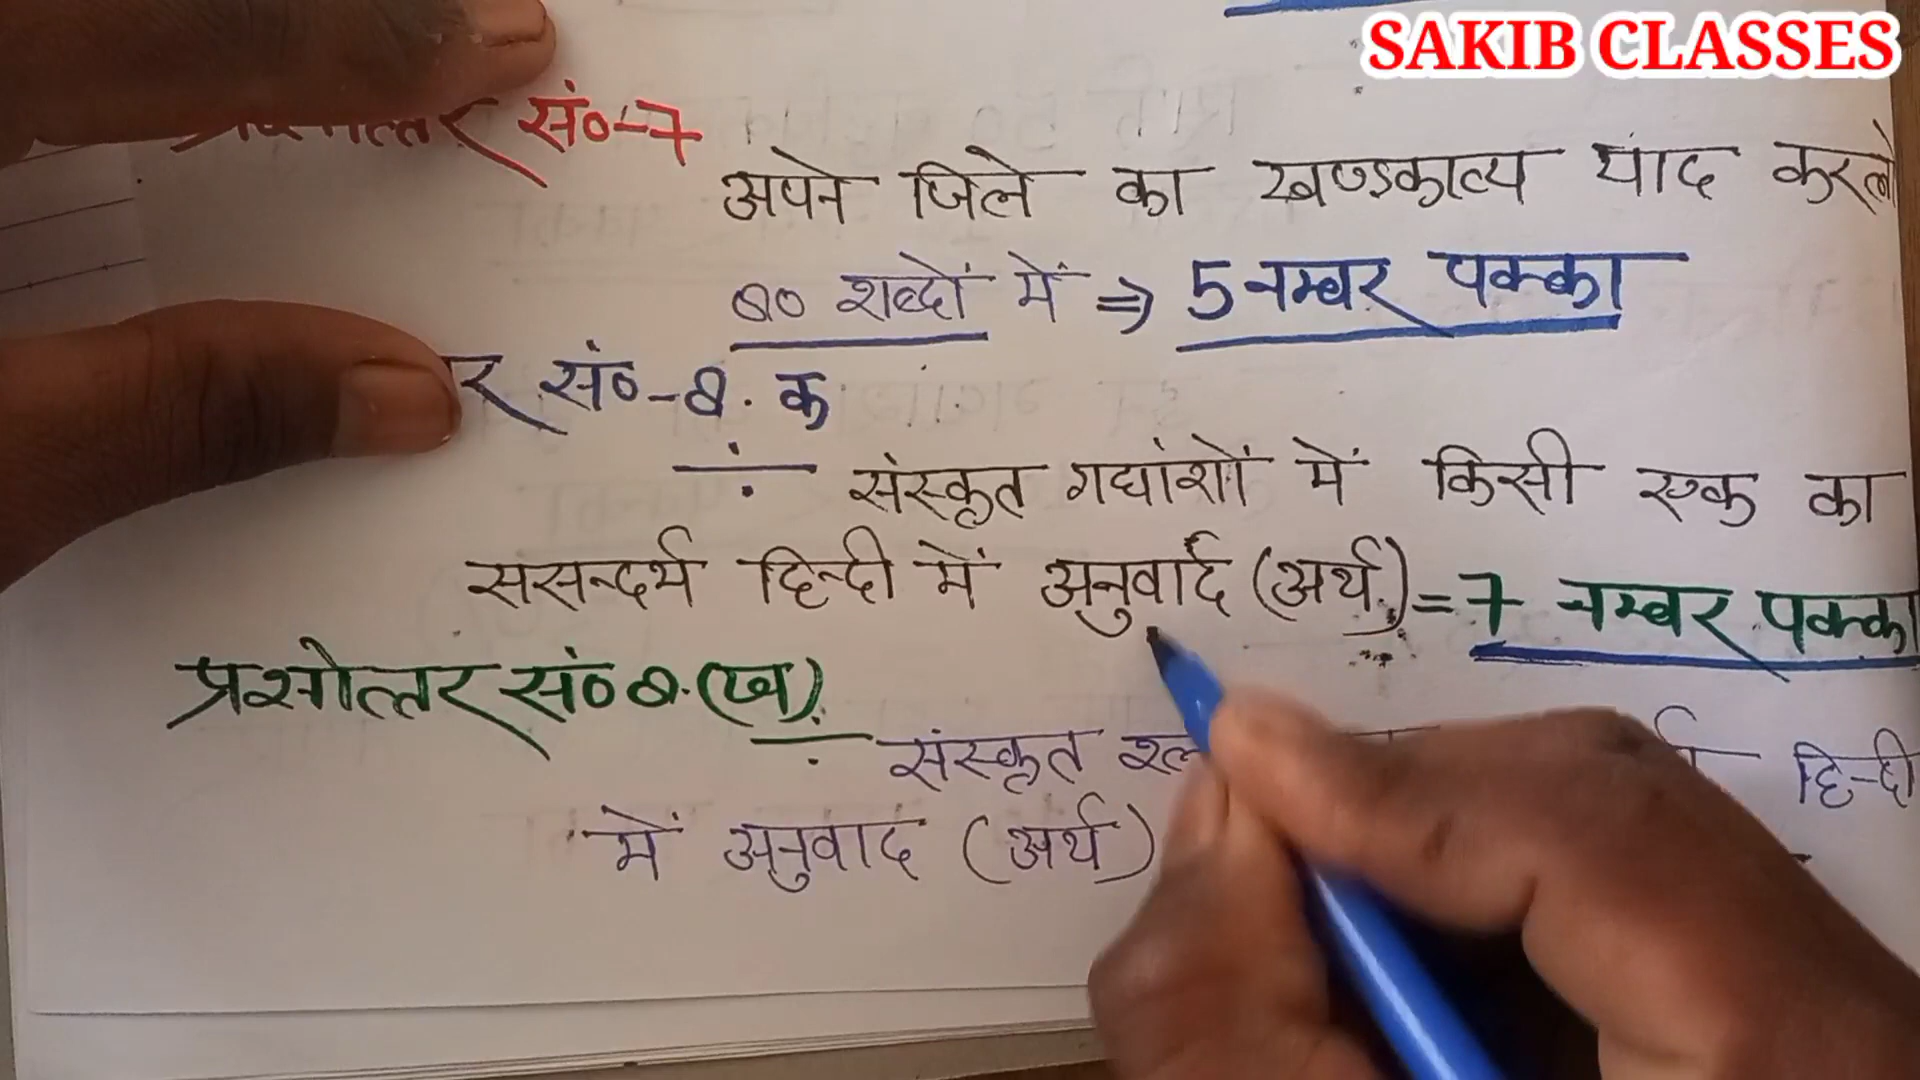 SAKIB CLASSES
सं०-7
अपने जिले का खण्डकाव्य याद करले
80 शब्दों में ⇒ 5 नम्बर पक्का
र सं०-8. क
÷ संस्कृत गद्यांशों में किसी एक का
ससन्दर्भ हिन्दी में अनुवाद (अर्थ) = 7 नम्बर पक्का
प्रश्नोत्तर सं० 8.(ख)
÷ संस्कृत हिन्दी
में अनुवाद (अर्थ)